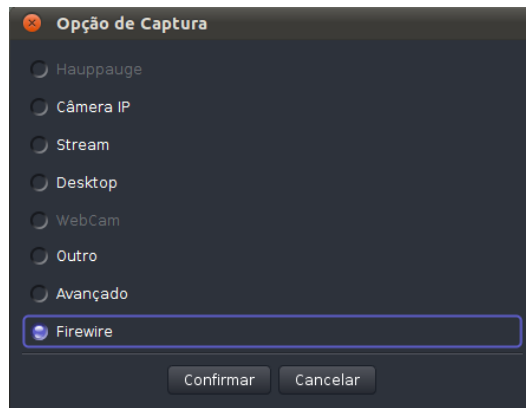 Opção de Captura
Hauppauge
Câmera IP
Stream
Desktop
WebCam
Outro
Avançado
Firewire
Confirmar Cancelar